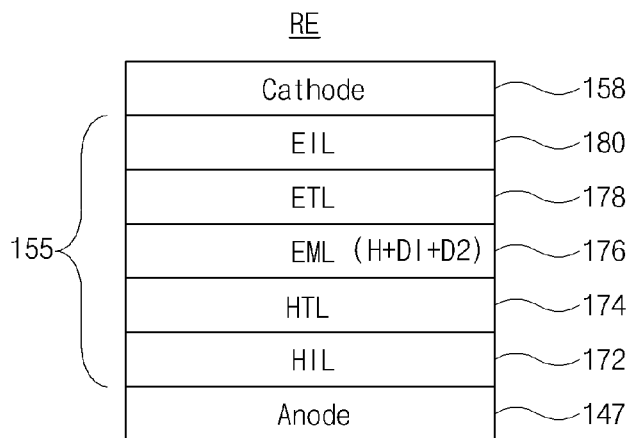 RE
Cathode 158
EIL 180
ETL 178
155
EML (H+D1+D2) 176
HTL 174
HIL 172
Anode 147